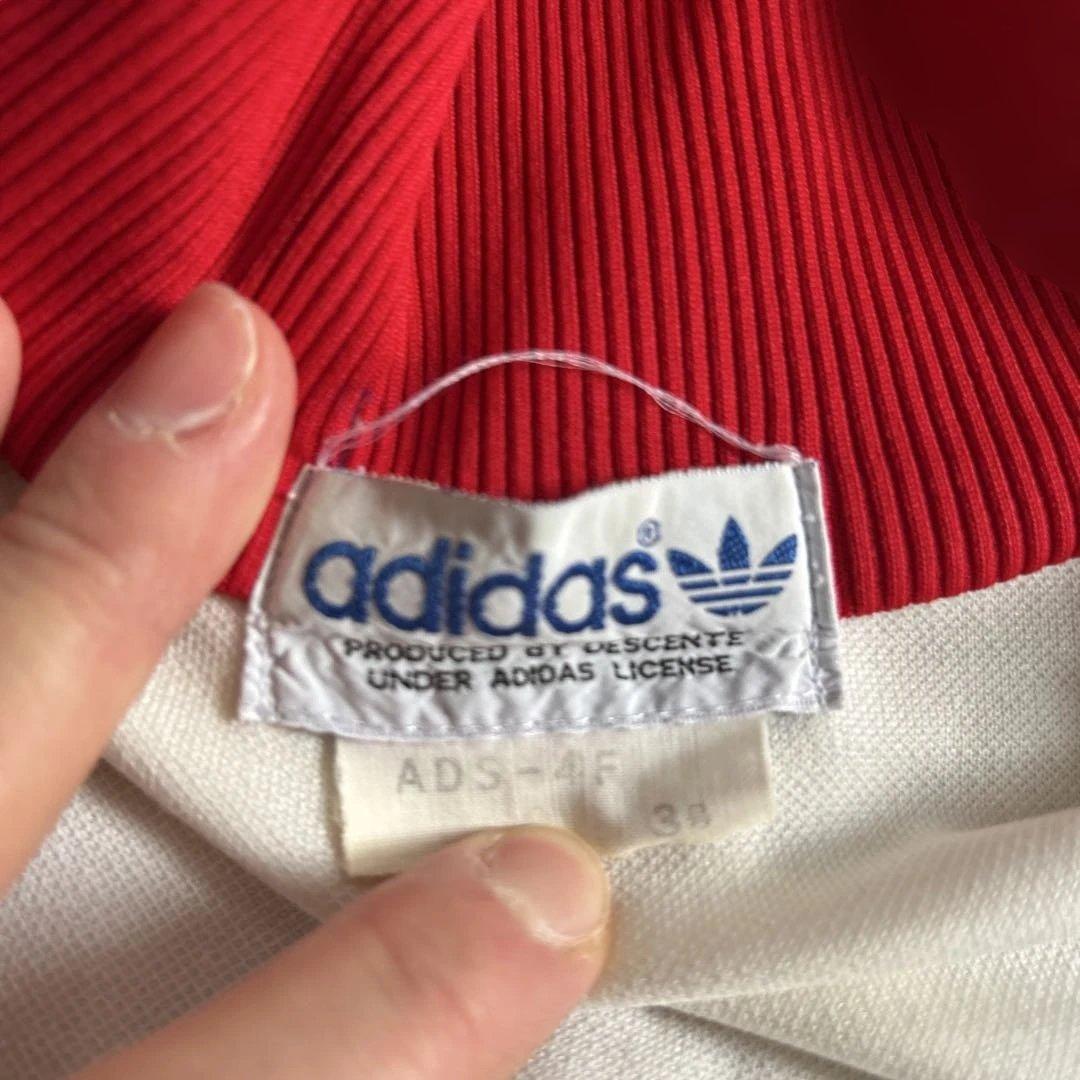 adidas®
PRODUCED BY DESCENTE
UNDER ADIDAS LICENSE
ADS-4F